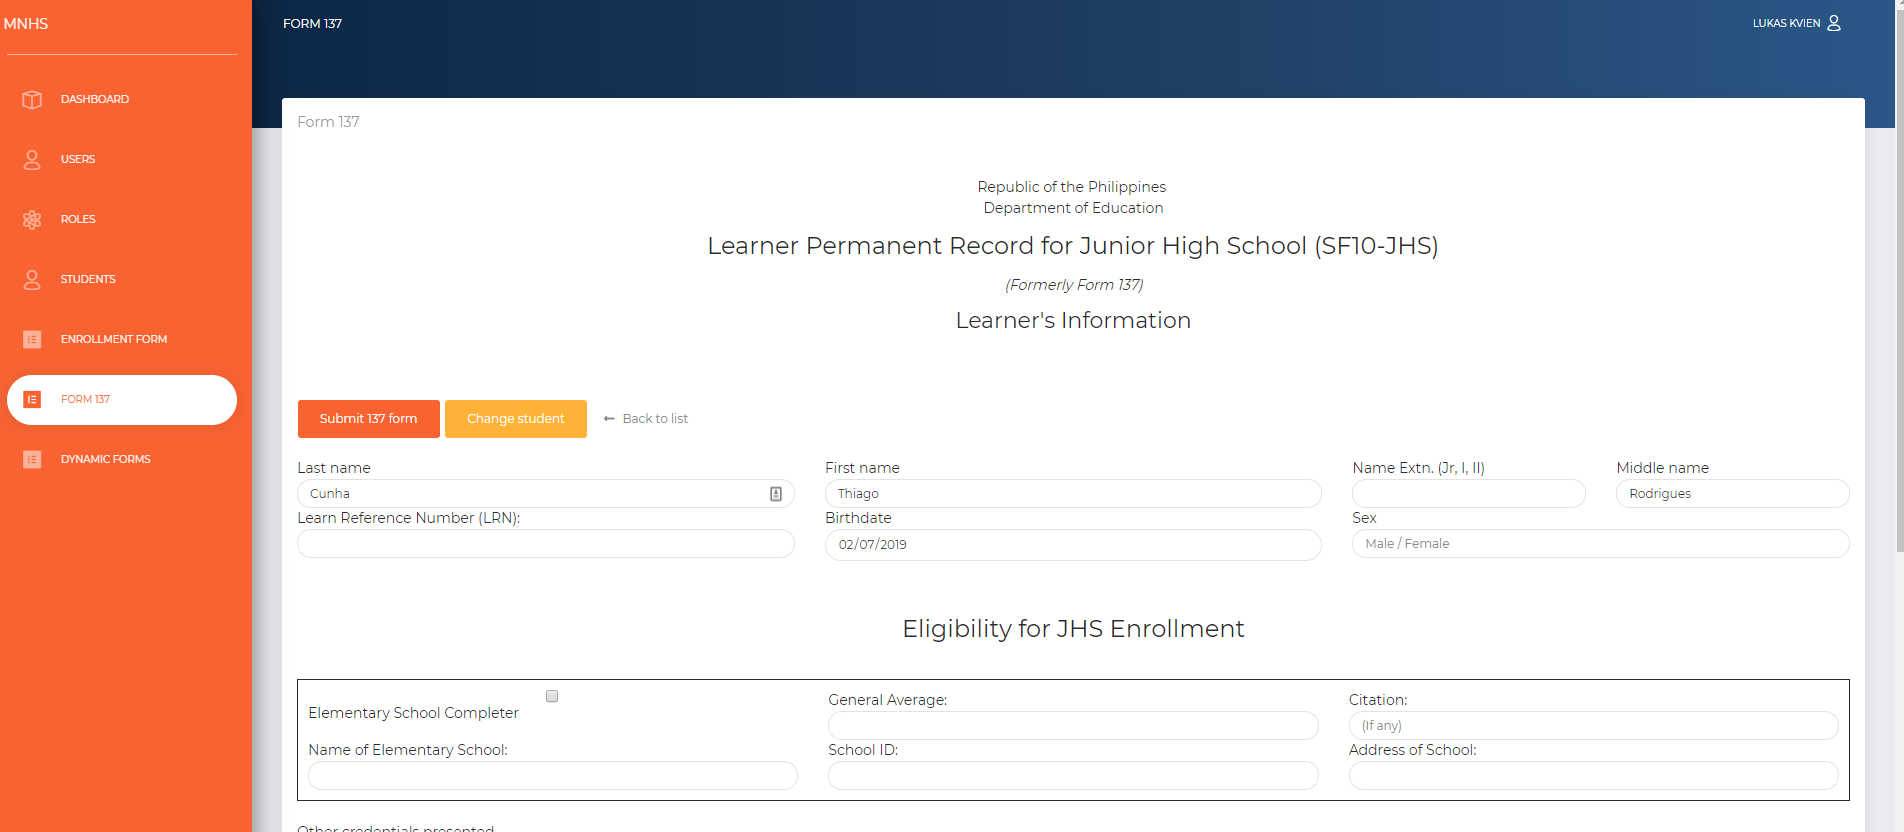 MNHS
DASHBOARD
USERS
ROLES
STUDENTS
ENROLLMENT FORM
FORM 137
DYNAMIC FORMS
FORM 137
LUKAS KVIEN
Form 137
Republic of the Philippines
Department of Education
Learner Permanent Record for Junior High School (SF10-JHS)
(Formerly Form 137)
Learner's Information
Submit 137 form Change student Back to list
Last name First name Name Extn. (Jr, I, II) Middle name
Cunha Thiago Rodrigues
Learn Reference Number (LRN): Birthdate Sex
02/07/2019 Male / Female
Eligibility for JHS Enrollment
Elementary School Completer General Average: Citation:
(If any)
Name of Elementary School: School ID: Address of School:
Other credentials presented